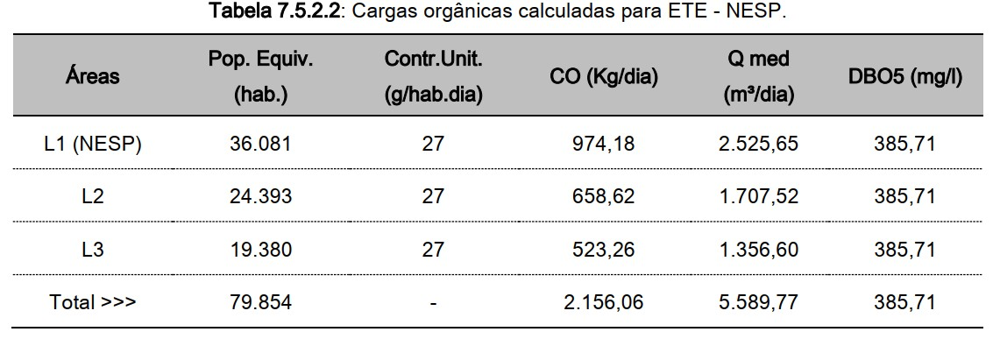 Tabela 7.5.2.2: Cargas orgânicas calculadas para ETE - NESP.
Áreas Pop. Equiv. (hab.) Contr.Unit. (g/hab.dia) CO (Kg/dia) Q med (m³/dia) DBO5 (mg/l)
L1 (NESP) 36.081 27 974,18 2.525,65 385,71
L2 24.393 27 658,62 1.707,52 385,71
L3 19.380 27 523,26 1.356,60 385,71
Total >>> 79.854 - 2.156,06 5.589,77 385,71